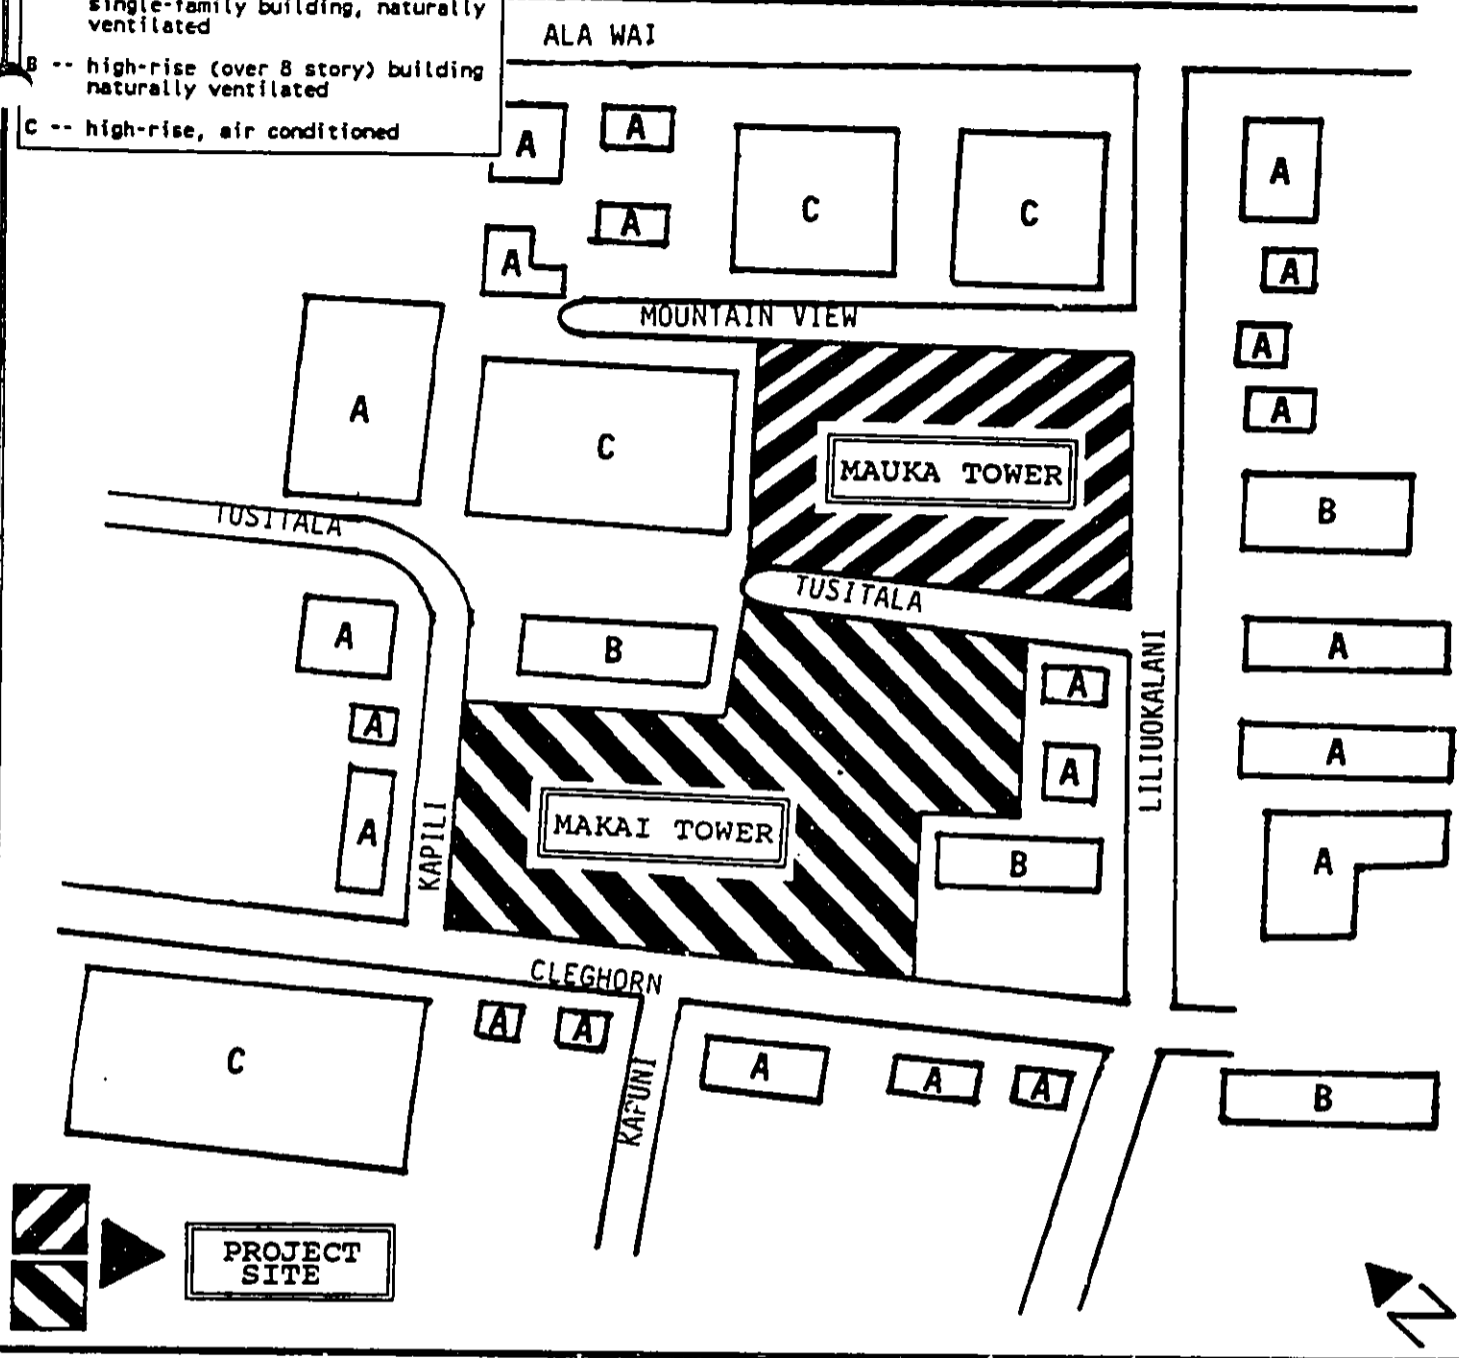 single-family building, naturally
ventilated
B -- high-rise (over 8 story) building
naturally ventilated
C -- high-rise, air conditioned
ALA WAI
A
A
A
C
C
A
A
A
MOUNTAIN VIEW
A
A
A
C
MAUKA TOWER
B
TUSITALA
TUSITALA
A
B
A
A
LILIUOKALANI
A
A
A
A
KAPILI
MAKAI TOWER
B
A
CLEGHORN
C
A
A
KAPUNI
A
A
A
B
PROJECT
SITE